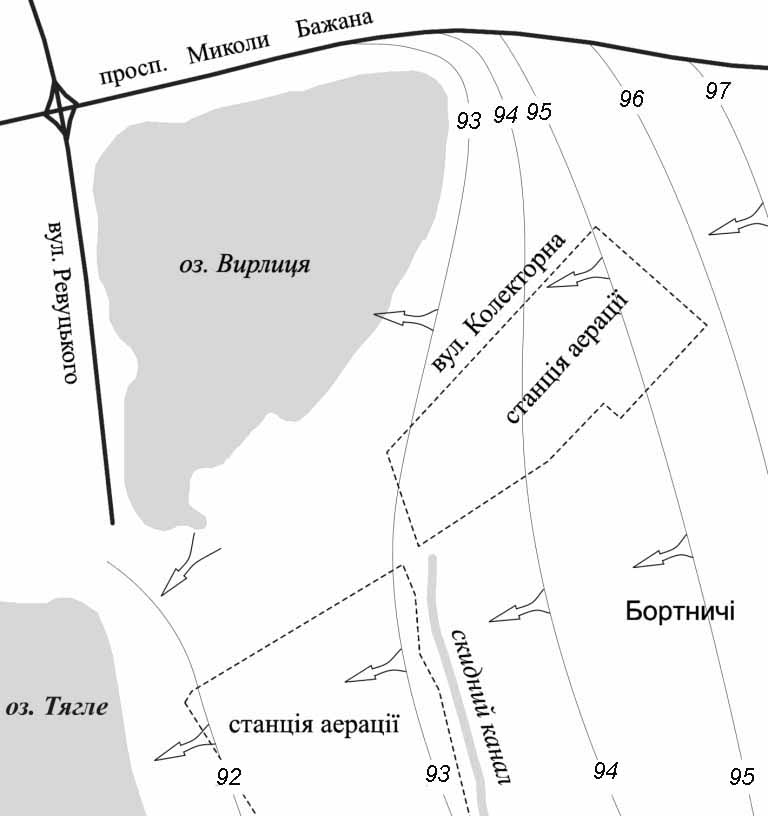 просп. Миколи Бажана
93
94
95
96
97
вул. Ревуцького
оз. Вирлиця
вул. Колекторна
станція аерації
Бортничі
скидний канал
оз. Тягле
станція аерації
92
93
94
95